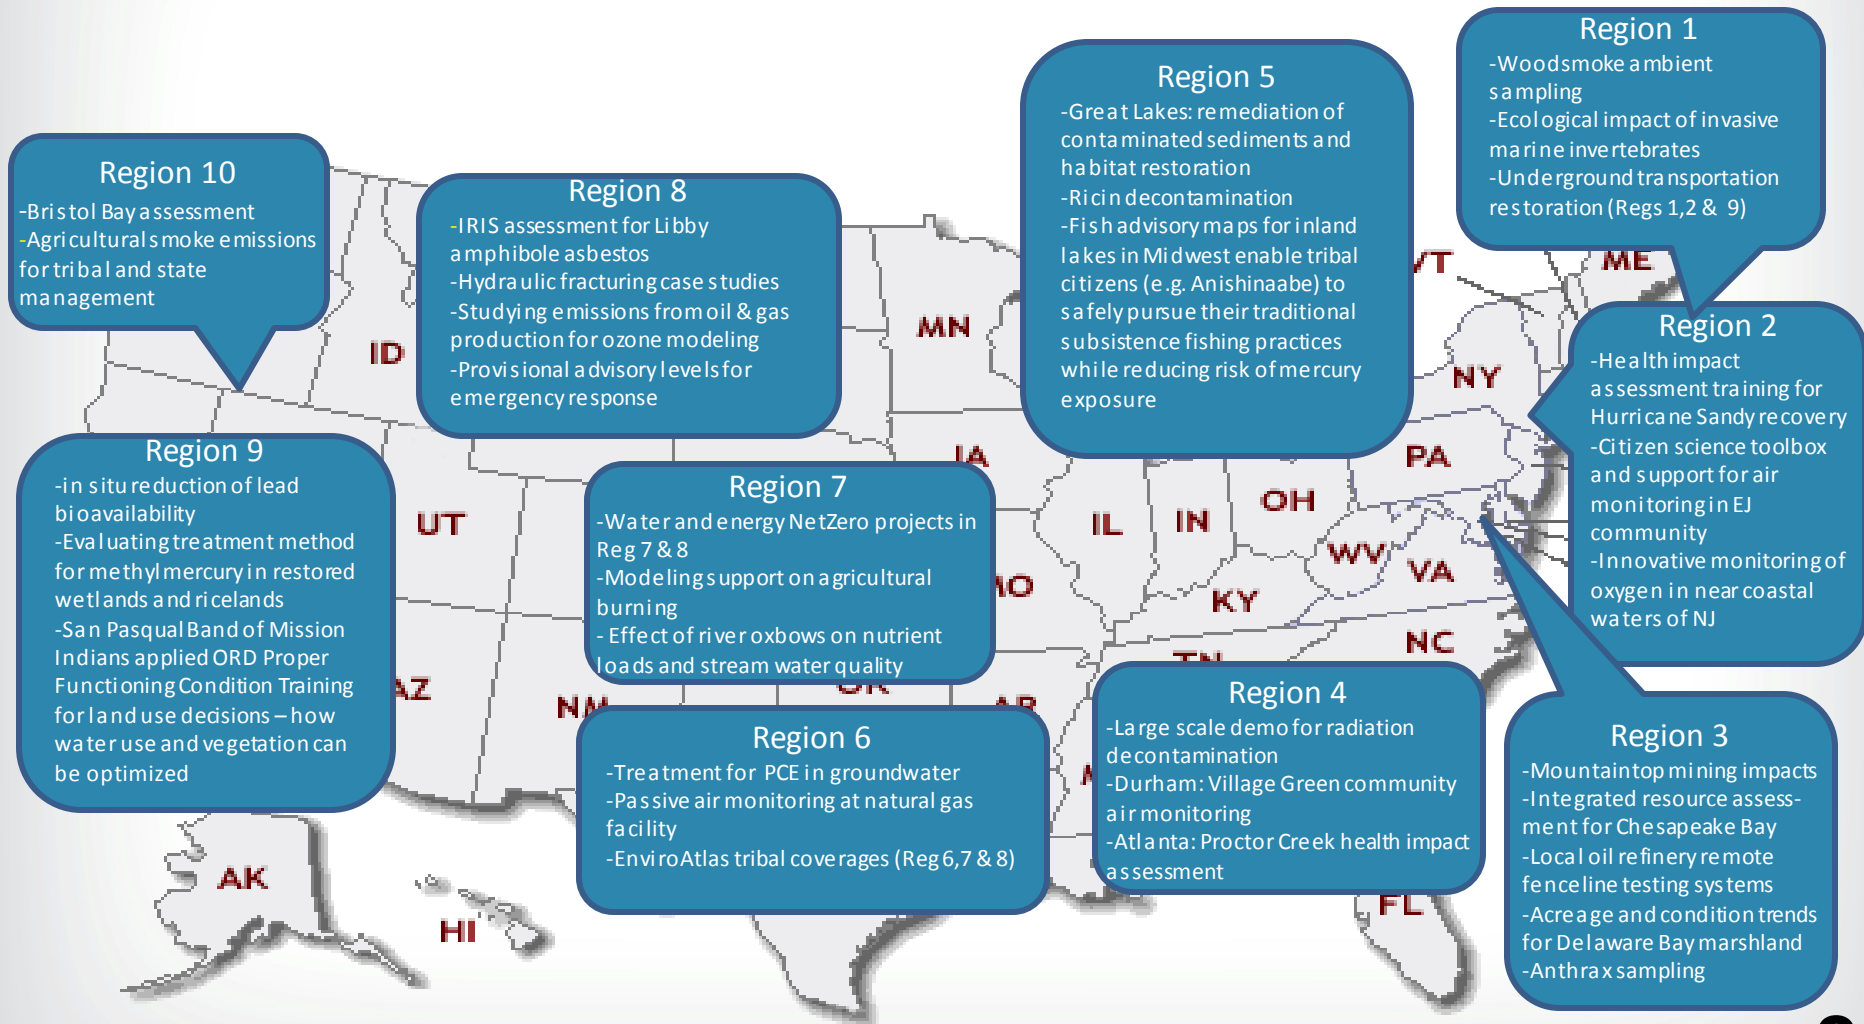 Region 1
-Woodsmoke ambient
sampling
-Ecological impact of invasive
marine invertebrates
-Underground transportation
restoration (Regs 1,2 & 9)
Region 5
-Great Lakes: remediation of
contaminated sediments and
habitat restoration
-Ricin decontamination
-Fish advisory maps for inland
lakes in Midwest enable tribal
citizens (e.g. Anishinaabe) to
safely pursue their traditional
subsistence fishing practices
while reducing risk of mercury
exposure
Region 10
-Bristol Bay assessment
-Agricultural smoke emissions
for tribal and state
management
Region 8
-IRIS assessment for Libby
amphibole asbestos
-Hydraulic fracturing case studies
-Studying emissions from oil & gas
production for ozone modeling
-Provisional advisory levels for
emergency response
VT
ME
ID
MN
NY
Region 2
-Health impact
assessment training for
Hurricane Sandy recovery
-Citizen science toolbox
and support for air
monitoring in EJ
community
-Innovative monitoring of
oxygen in near coastal
waters of NJ
Region 9
-in situ reduction of lead
bioavailability
-Evaluating treatment method
for methylmercury in restored
wetlands and ricelands
-San Pasqual Band of Mission
Indians applied ORD Proper
Functioning Condition Training
for land use decisions – how
water use and vegetation can
be optimized
IA
PA
UT
Region 7
-Water and energy NetZero projects in
Reg 7 & 8
-Modeling support on agricultural
burning
- Effect of river oxbows on nutrient
loads and stream water quality
IL
IN
OH
WV
VA
MO
KY
NC
TN
AZ
NM
OK
AR
Region 6
-Treatment for PCE in groundwater
-Passive air monitoring at natural gas
facility
-EnviroAtlas tribal coverages (Reg 6,7 & 8)
Region 4
-Large scale demo for radiation
decontamination
-Durham: Village Green community
air monitoring
-Atlanta: Proctor Creek health impact
assessment
Region 3
-Mountaintop mining impacts
-Integrated resource assess-
ment for Chesapeake Bay
-Local oil refinery remote
fenceline testing systems
-Acreage and condition trends
for Delaware Bay marshland
-Anthrax sampling
AK
HI
FL